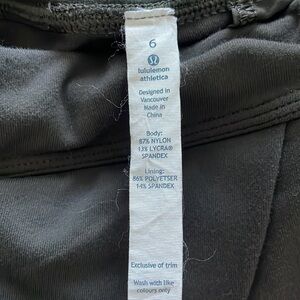 6
lululemon
athletica
Designed in
Vancouver
Made in
China
Body:
87% NYLON
13% LYCRA®
SPANDEX
Lining:
86% POLYETSER
14% SPANDEX
Exclusive of trim
Wash with like
colours only